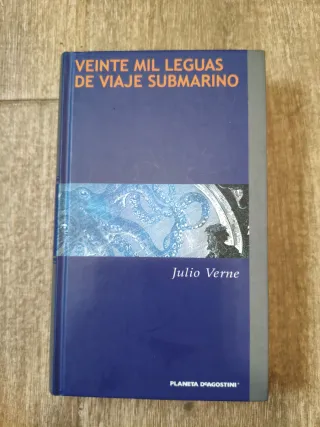 VEINTE MIL LEGUAS
DE VIAJE SUBMARINO
Julio Verne
PLANETA DEAGOSTINI